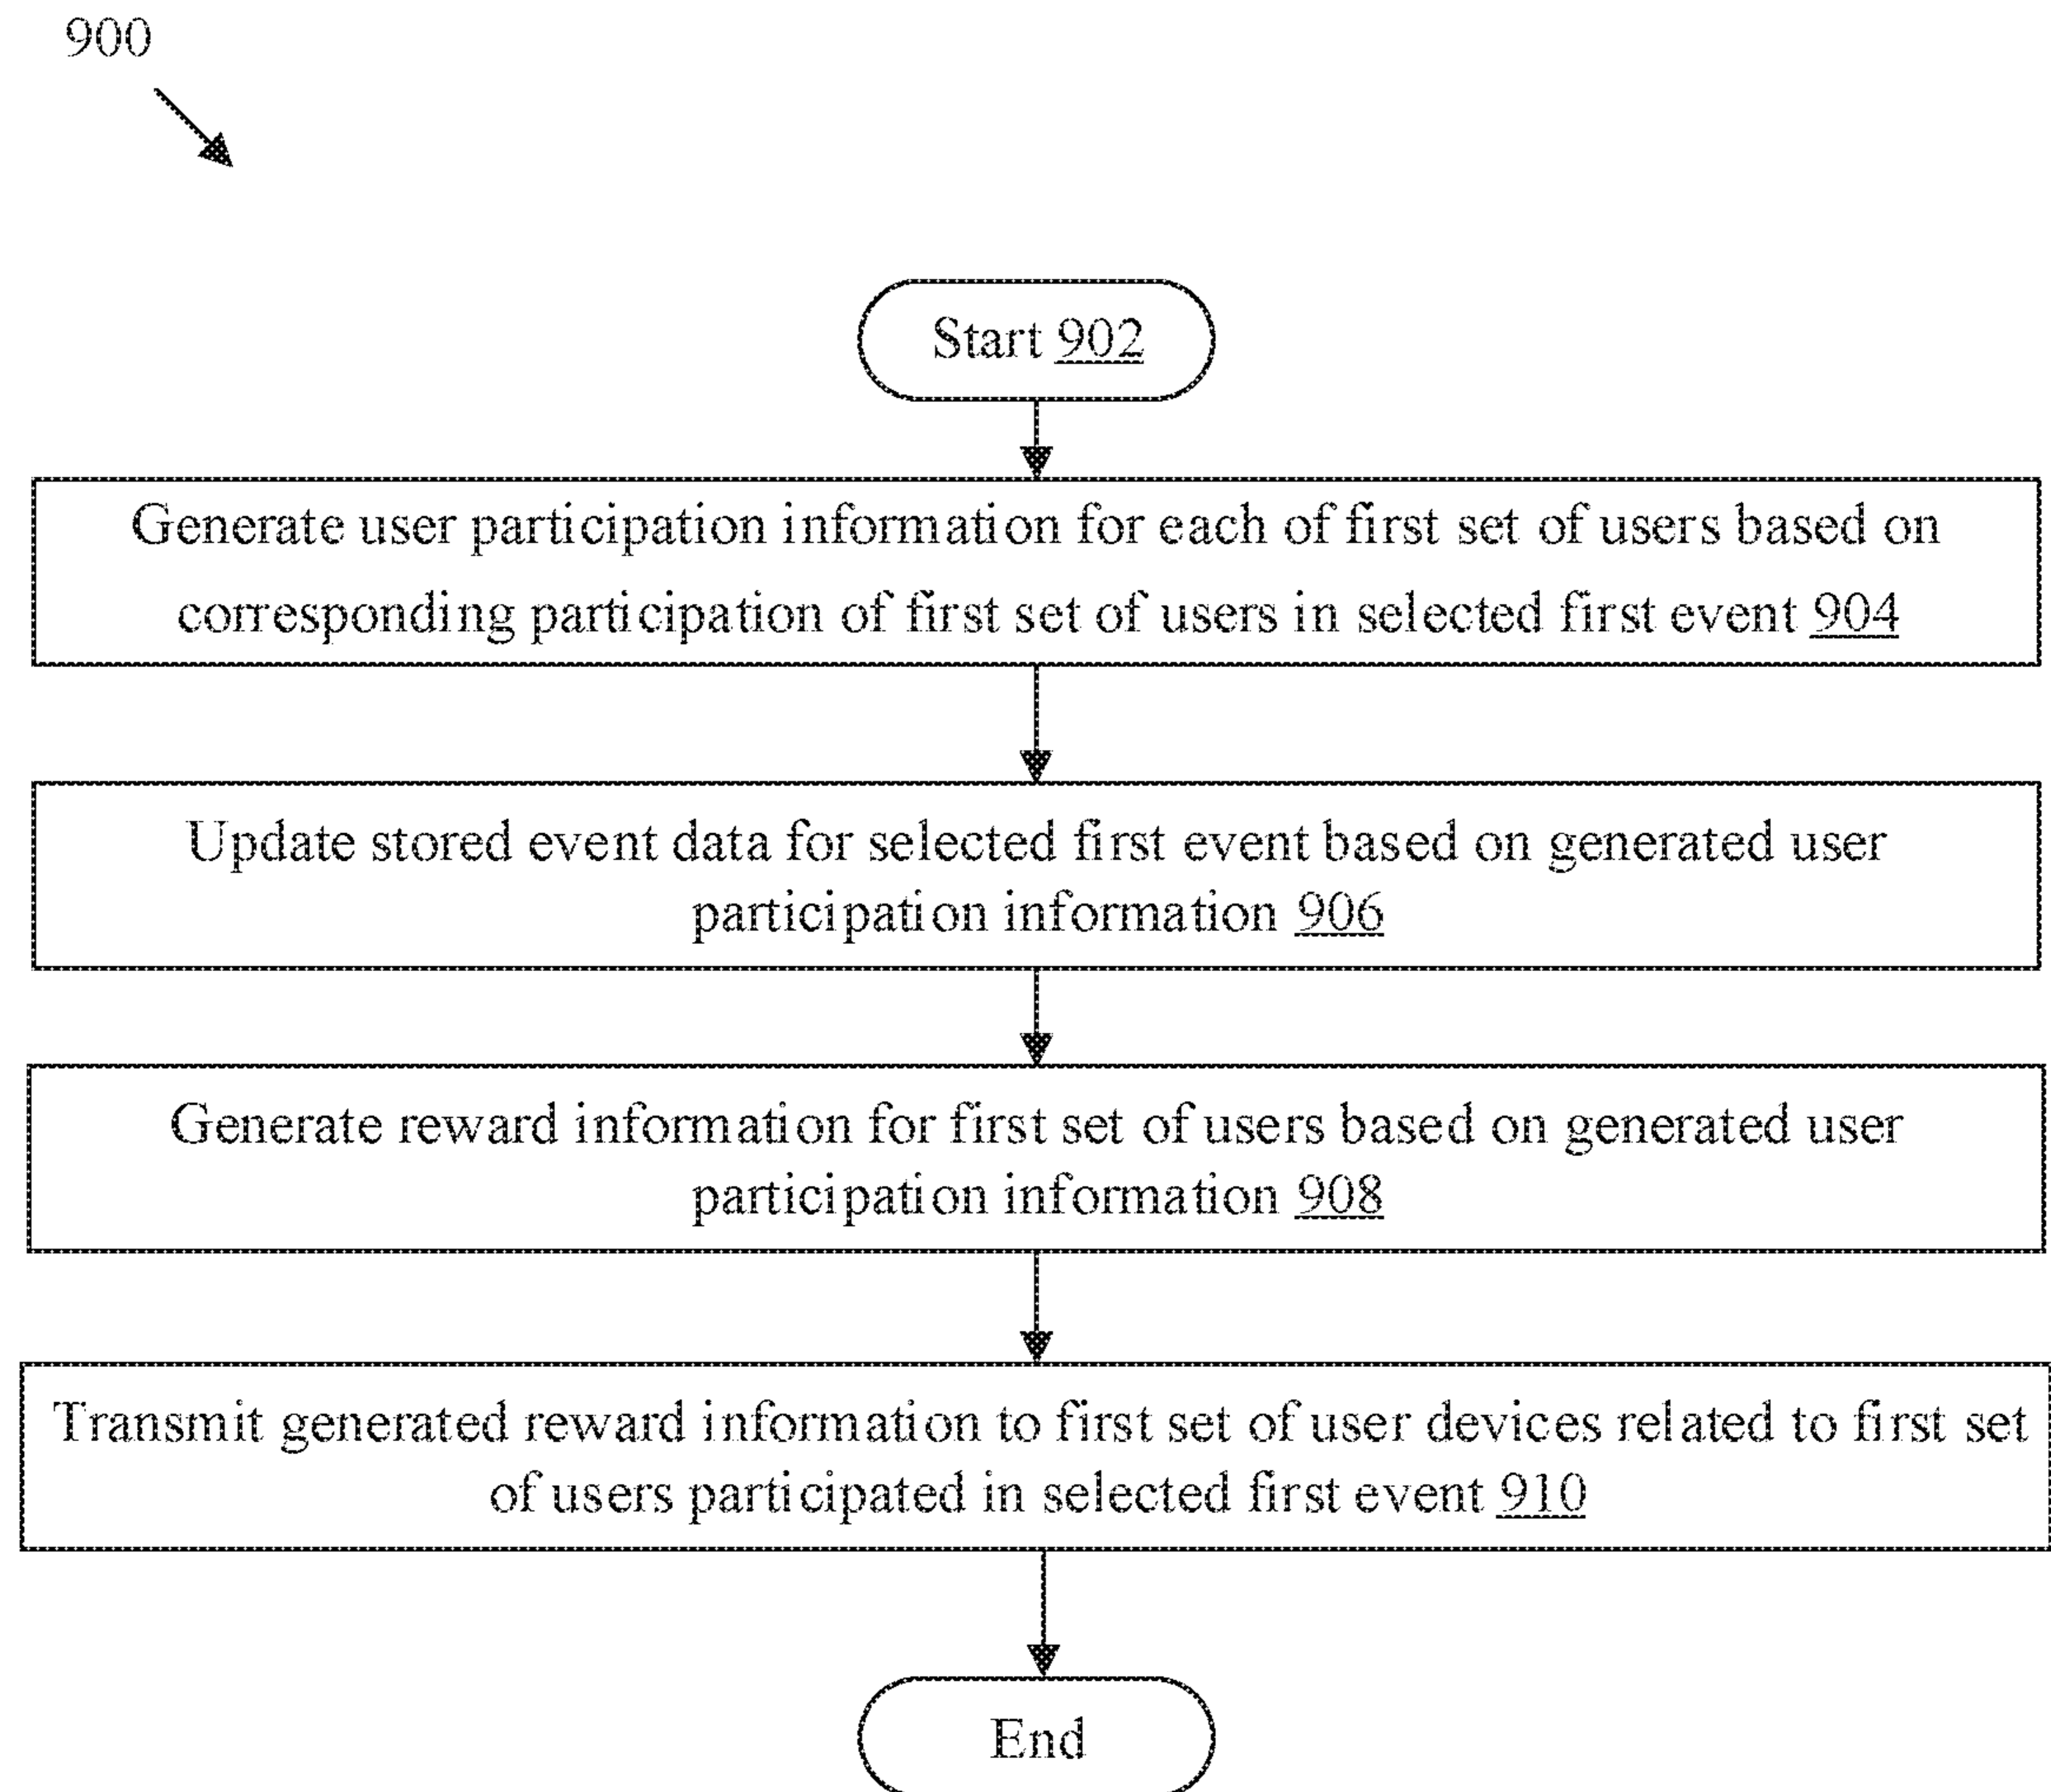 900
Start 902
Generate user participation information for each of first set of users based on
corresponding participation of first set of users in selected first event 904
Update stored event data for selected first event based on generated user
participation information 906
Generate reward information for first set of users based on generated user
participation information 908
Transmit generated reward information to first set of user devices related to first set
of users participated in selected first event 910
End